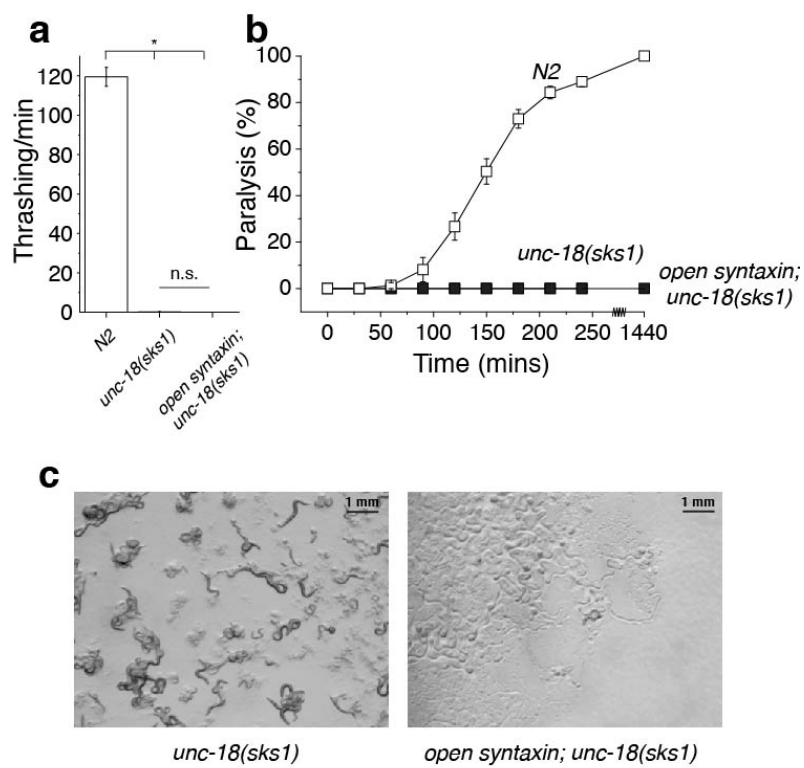 a
*
Thrashing/min
120
100
80
60
40
20
0
n.s.
N2
unc-18(sks1)
open syntaxin;
unc-18(sks1)
b
Paralysis (%)
100
80
60
40
20
0
N2
unc-18(sks1)
open syntaxin;
unc-18(sks1)
0 50 100 150 200 250 1440
Time (mins)
c
1 mm
1 mm
unc-18(sks1)
open syntaxin; unc-18(sks1)